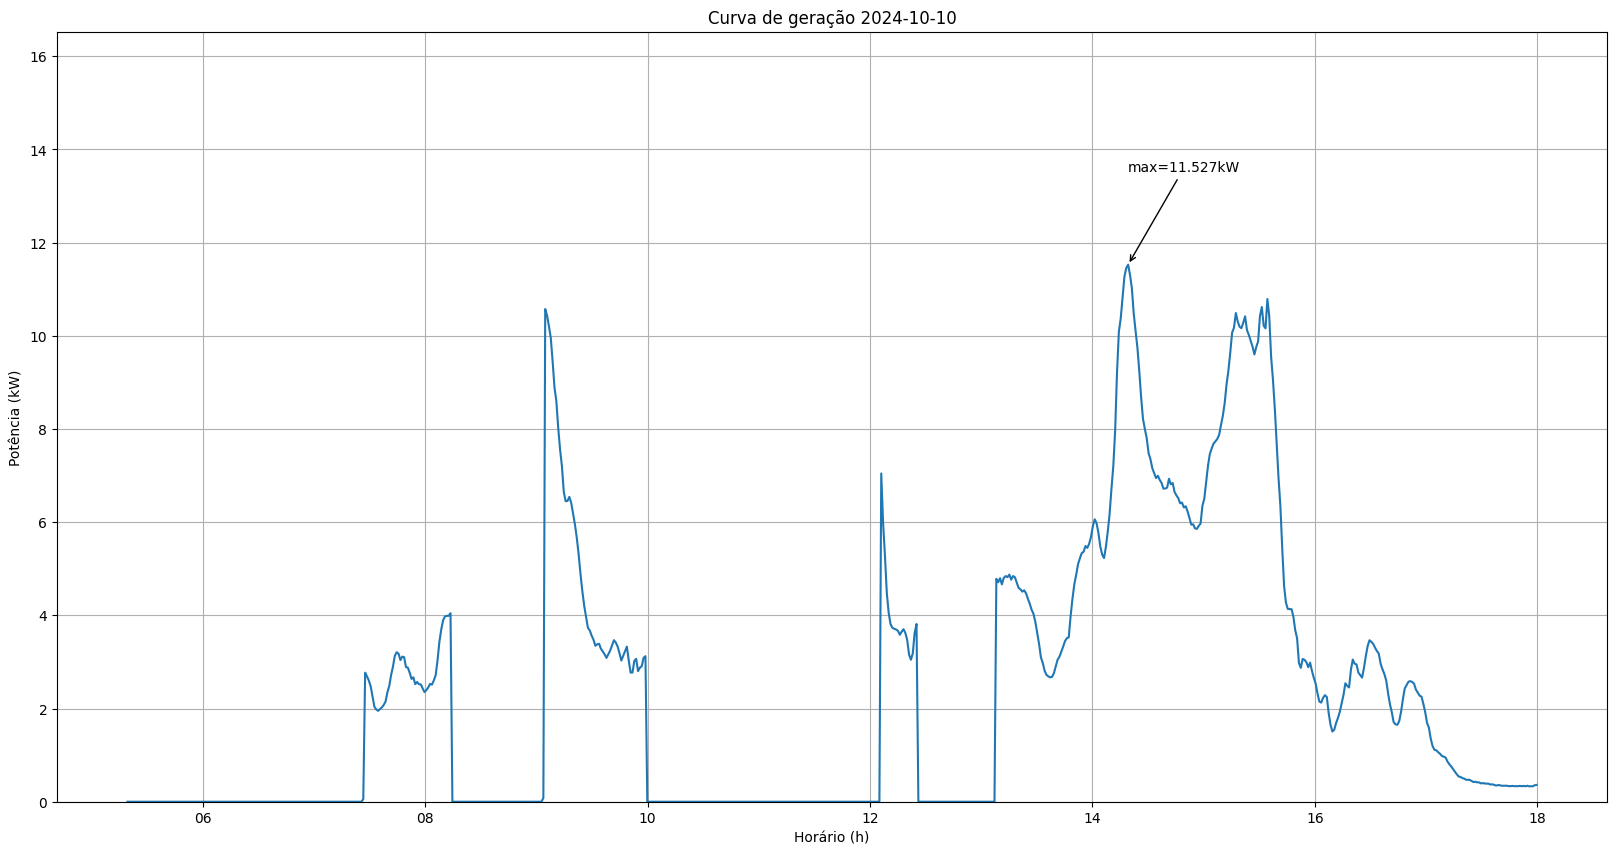 Curva de geração 2024-10-10
Potência (kW)
16
14
12
10
8
6
4
2
0
max=11.527kW
06 08 10 12 14 16 18
Horário (h)